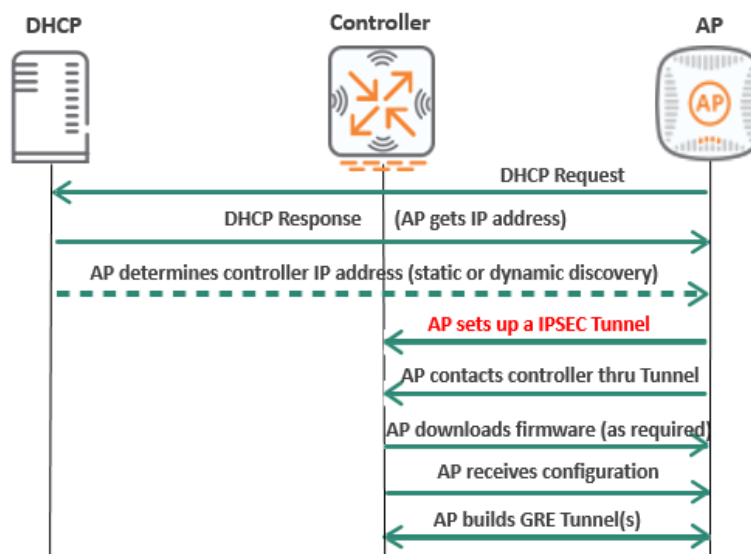 DHCP
Controller
AP
AP
DHCP Request
DHCP Response (AP gets IP address)
AP determines controller IP address (static or dynamic discovery)
AP sets up a IPSEC Tunnel
AP contacts controller thru Tunnel
AP downloads firmware (as required)
AP receives configuration
AP builds GRE Tunnel(s)